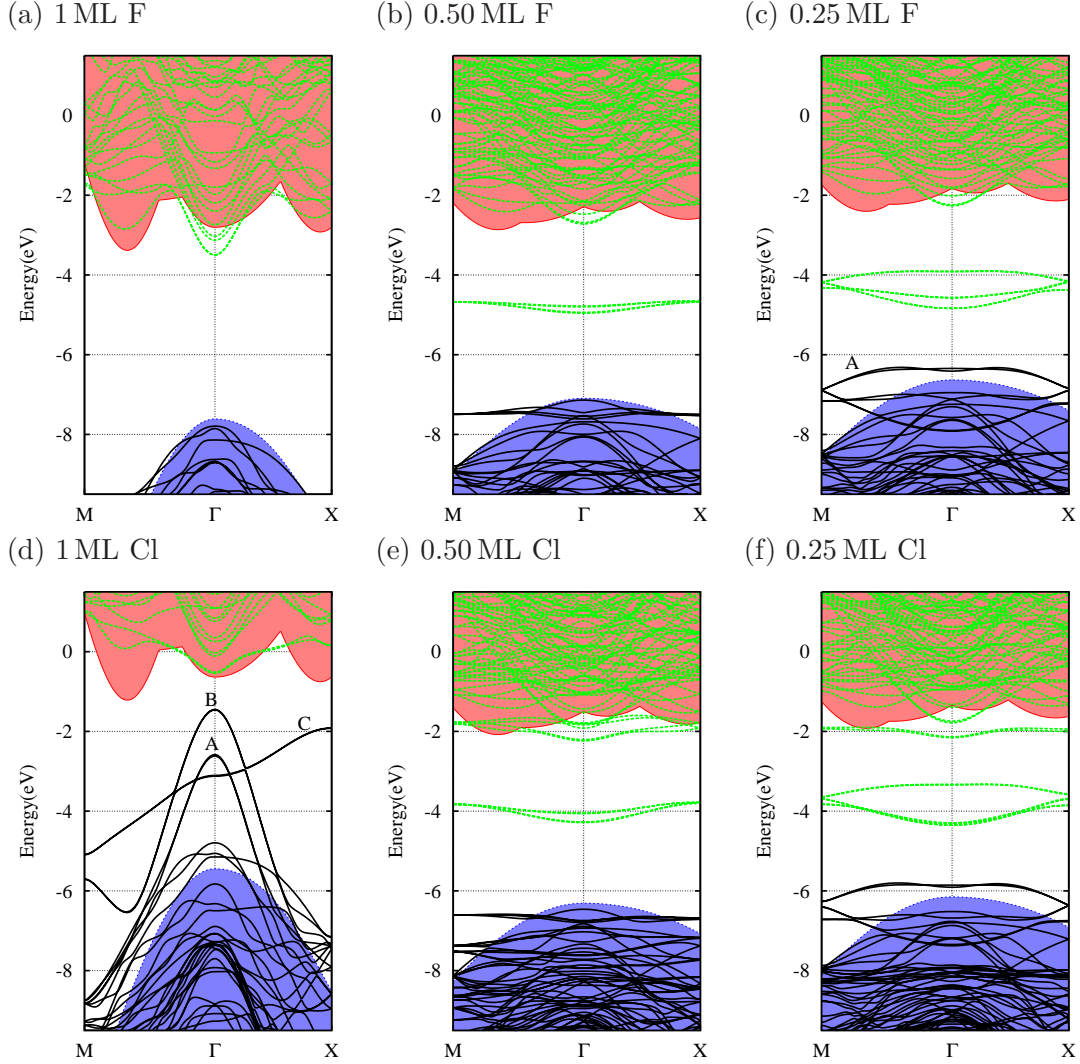 (a) 1 ML F
(b) 0.50 ML F
(c) 0.25 ML F
Energy(eV)
0
-2
-4
-6
-8
M Γ X
Energy(eV)
0
-2
-4
-6
-8
M Γ X
Energy(eV)
0
-2
-4
-6
-8
A
M Γ X
(d) 1 ML Cl
(e) 0.50 ML Cl
(f) 0.25 ML Cl
Energy(eV)
0
-2
-4
-6
-8
B
C
A
M Γ X
Energy(eV)
0
-2
-4
-6
-8
M Γ X
Energy(eV)
0
-2
-4
-6
-8
M Γ X